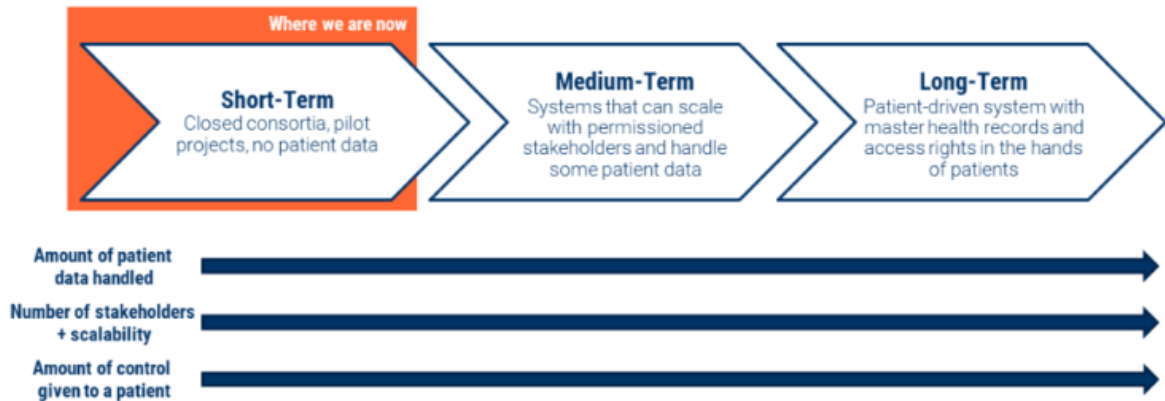 Where we are now
Short-Term
Closed consortia, pilot
projects, no patient data
Medium-Term
Systems that can scale
with permissioned
stakeholders and handle
some patient data
Long-Term
Patient-driven system with
master health records and
access rights in the hands
of patients
Amount of patient
data handled
Number of stakeholders
+ scalability
Amount of control
given to a patient